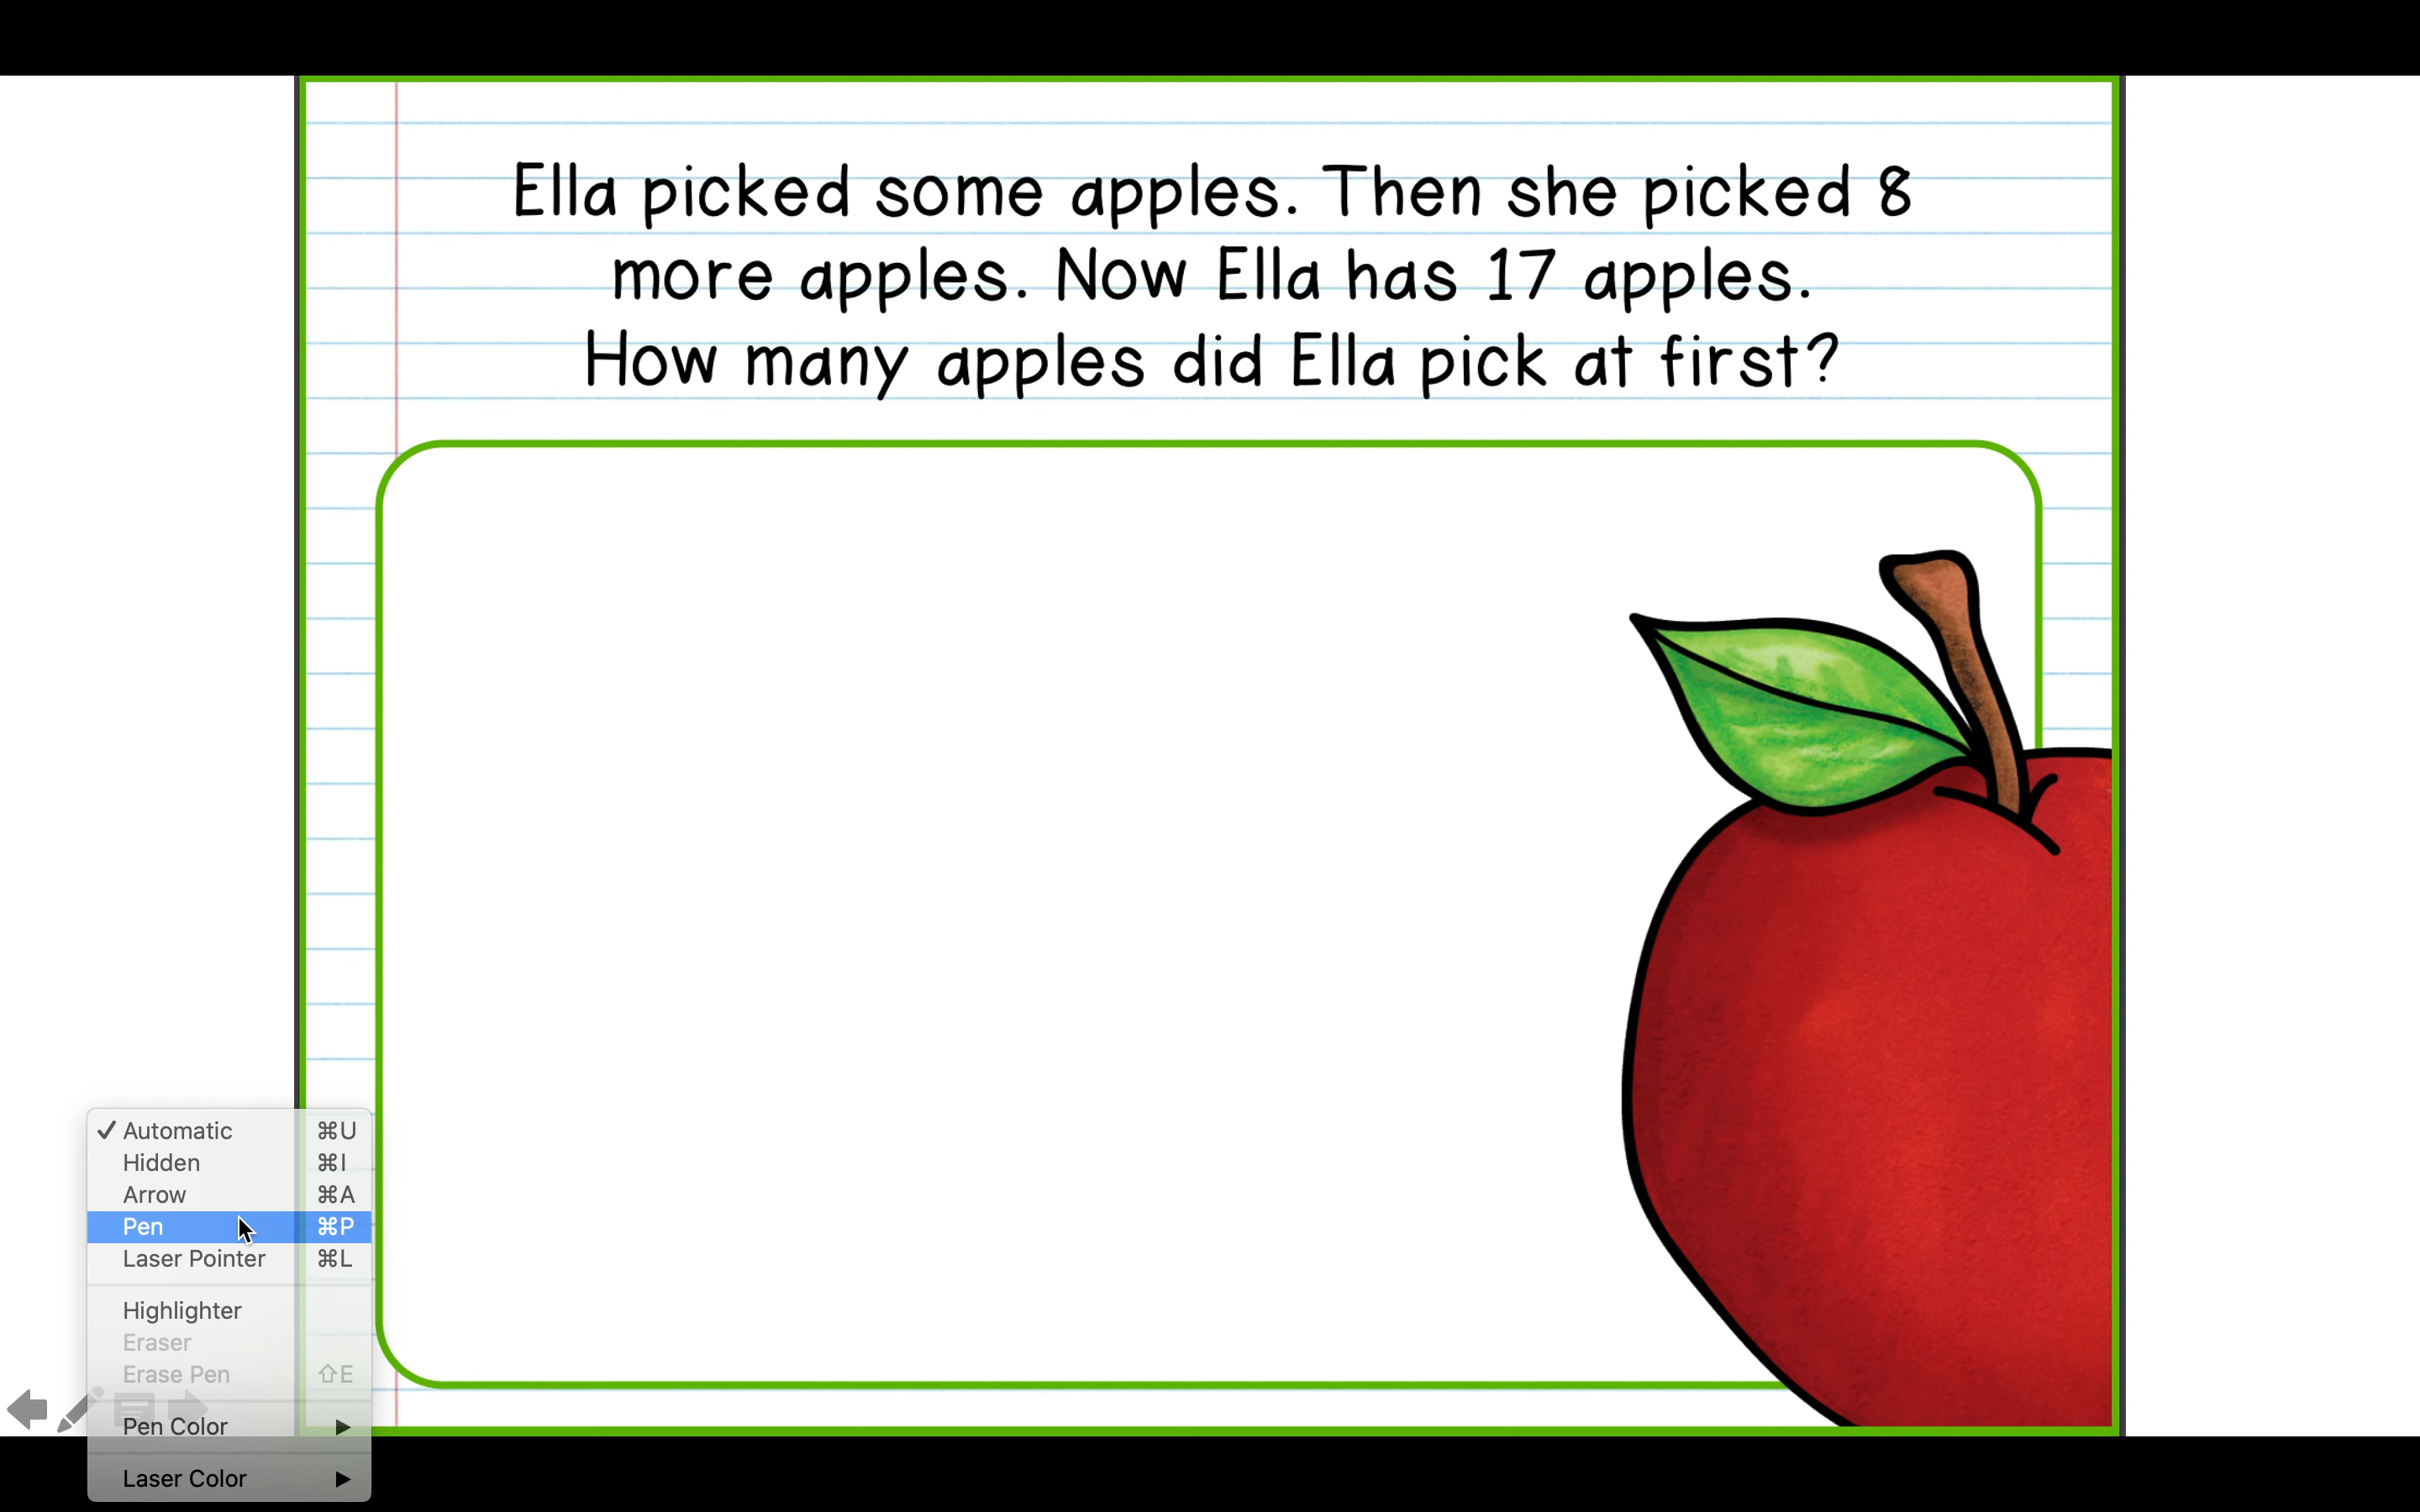 Ella picked some apples. Then she picked 8
more apples. Now Ella has 17 apples.
How many apples did Ella pick at first?
✓ Automatic ⌘U
Hidden ⌘I
Arrow ⌘A
Pen ⌘P
Laser Pointer ⌘L
Highlighter
Eraser
Erase Pen ⇧E
Pen Color ▶
Laser Color ▶